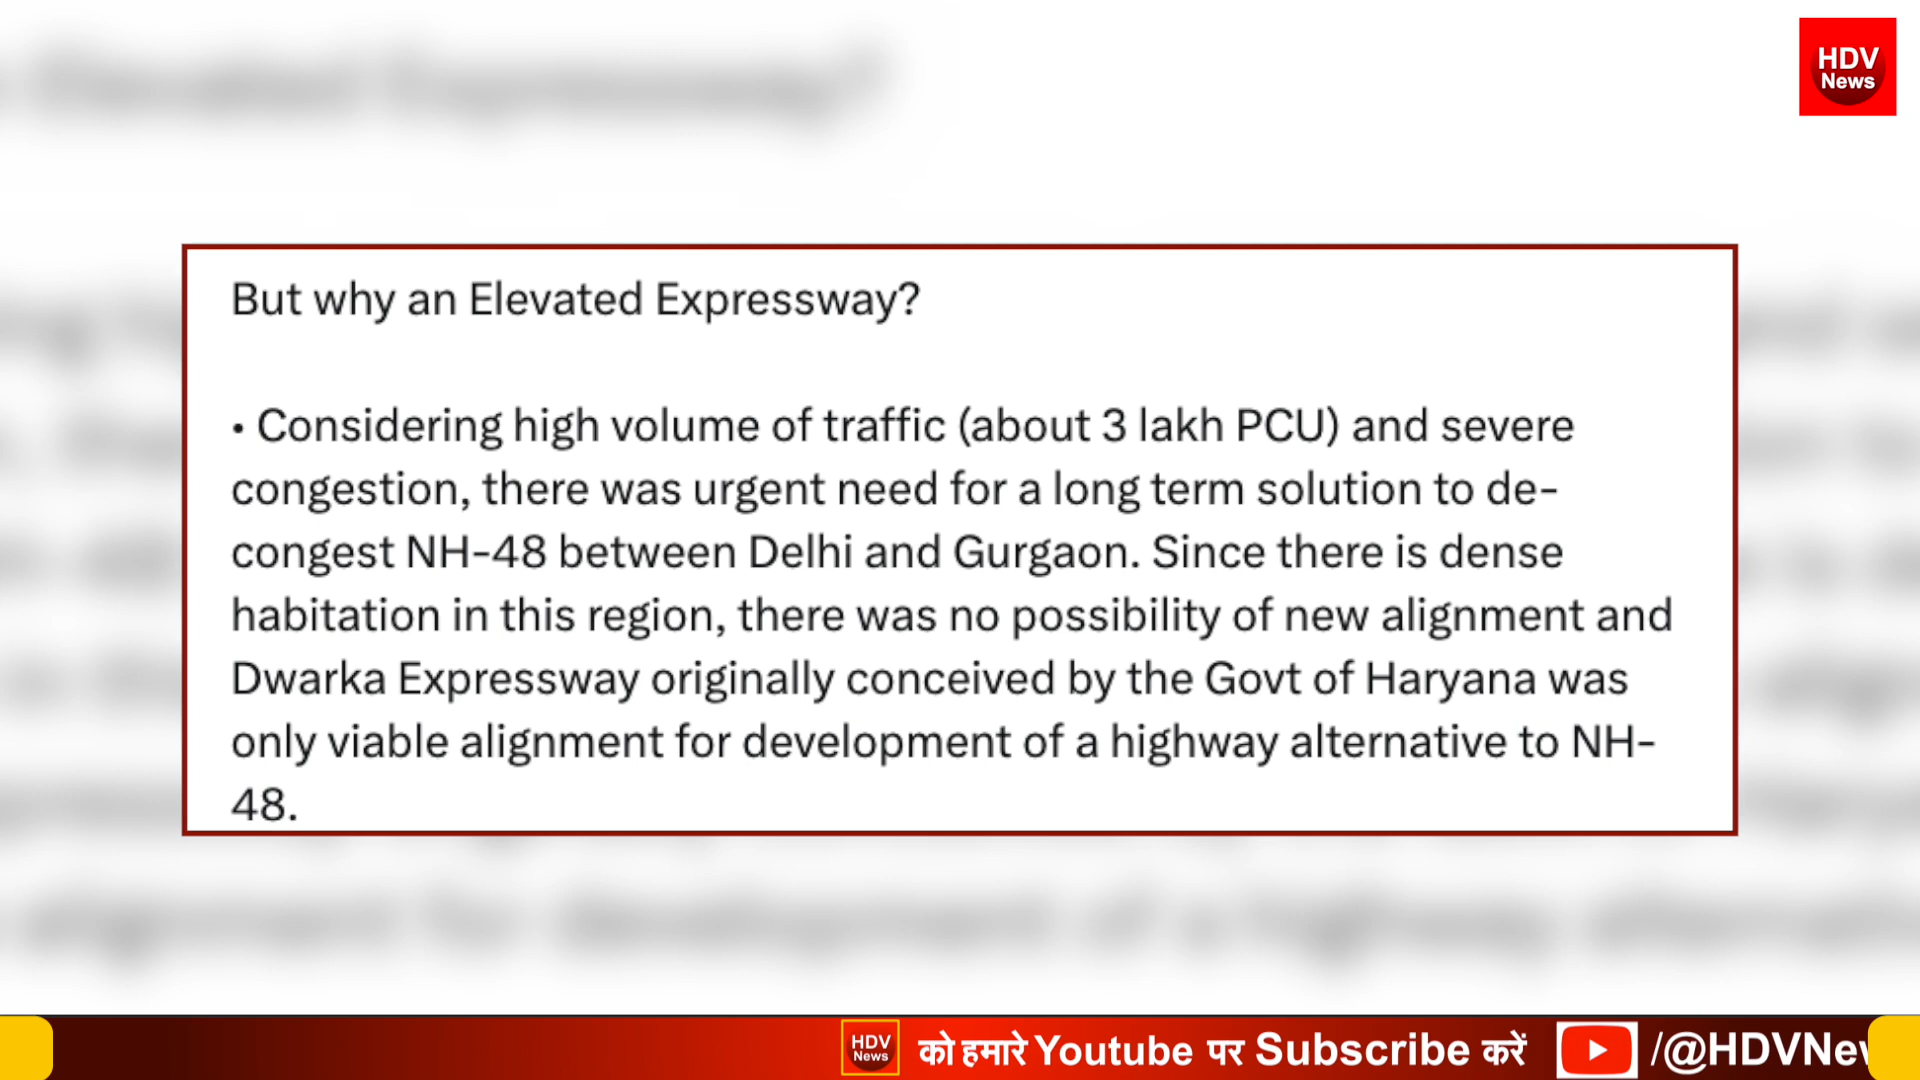 HDV
News
But why an Elevated Expressway?
• Considering high volume of traffic (about 3 lakh PCU) and severe
congestion, there was urgent need for a long term solution to de-
congest NH-48 between Delhi and Gurgaon. Since there is dense
habitation in this region, there was no possibility of new alignment and
Dwarka Expressway originally conceived by the Govt of Haryana was
only viable alignment for development of a highway alternative to NH-
48.
HDV
News
को हमारे Youtube पर Subscribe करें /@HDVNew